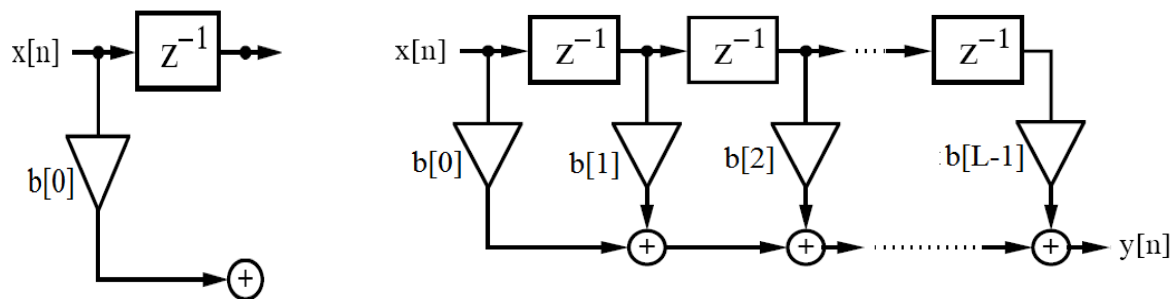 x[n]
z⁻¹
b[0]
+
x[n]
z⁻¹
z⁻¹
z⁻¹
b[0]
b[1]
b[2]
b[L-1]
+
+
+
y[n]